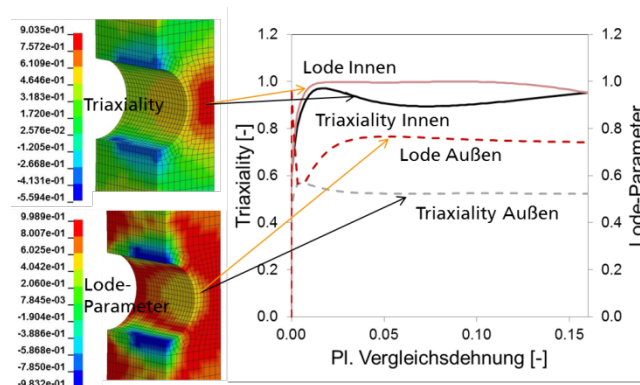 9.035e-01
7.572e-01
6.109e-01
4.646e-01
3.183e-01
1.720e-01
2.576e-02
-1.205e-01
-2.668e-01
-4.131e-01
-5.594e-01
Triaxiality
9.989e-01
8.007e-01
6.025e-01
4.042e-01
2.060e-01
7.845e-03
-1.904e-01
-3.886e-01
-5.868e-01
-7.850e-01
-9.832e-01
Lode-
Parameter
Triaxiality [-]
1.2
1.0
0.8
0.6
0.4
0.2
0.0
Lode Innen
Triaxiality Innen
Lode Außen
Triaxiality Außen
1.2
1.0
0.8
0.6
0.4
0.2
0.0
Lode-Parameter [-]
0.00
0.05
0.10
0.15
Pl. Vergleichsdehnung [-]